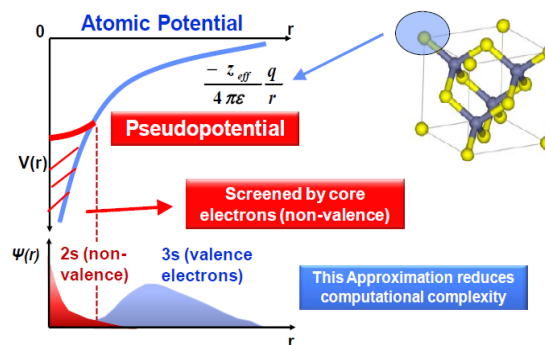 Atomic Potential
0
r
− z_eff q
4πε r
Pseudopotential
V(r)
Screened by core
electrons (non-valence)
Ψ(r)
2s (non-
valence)
3s (valence
electrons)
This Approximation reduces
computational complexity
r